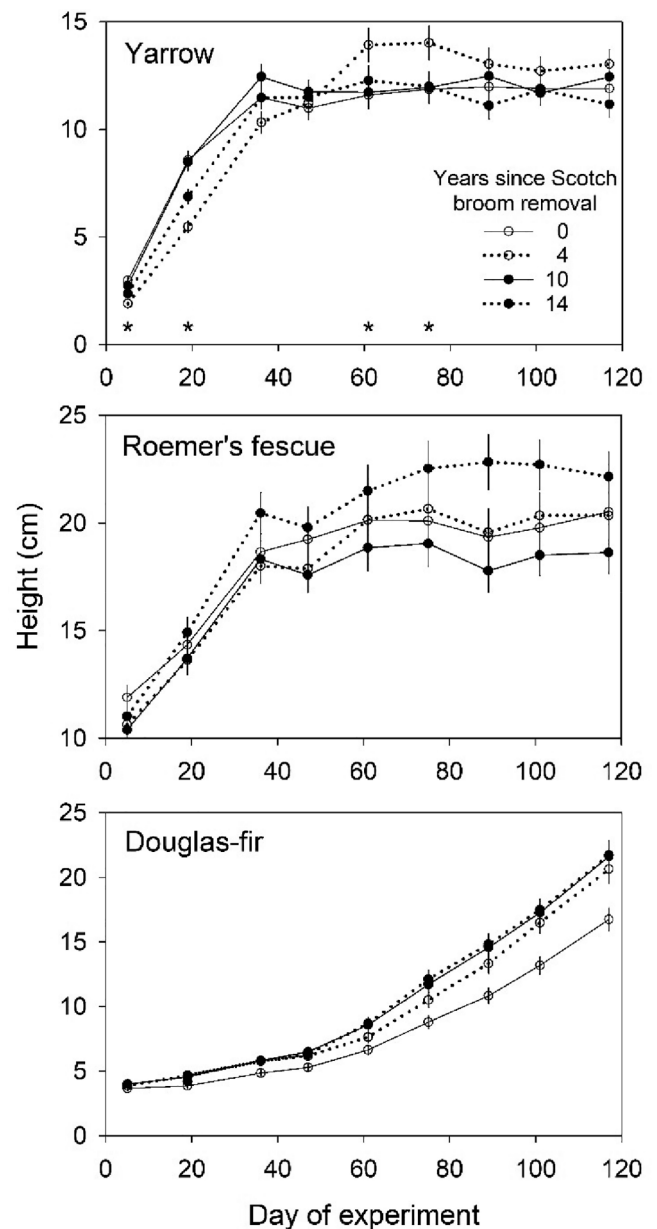 15
Yarrow
10
Years since Scotch
broom removal
0
4
5
10
14
* * * *
0
0 20 40 60 80 100 120
25
Roemer's fescue
20
Height (cm)
15
10
0 20 40 60 80 100 120
25
Douglas-fir
20
15
10
5
0
0 20 40 60 80 100 120
Day of experiment